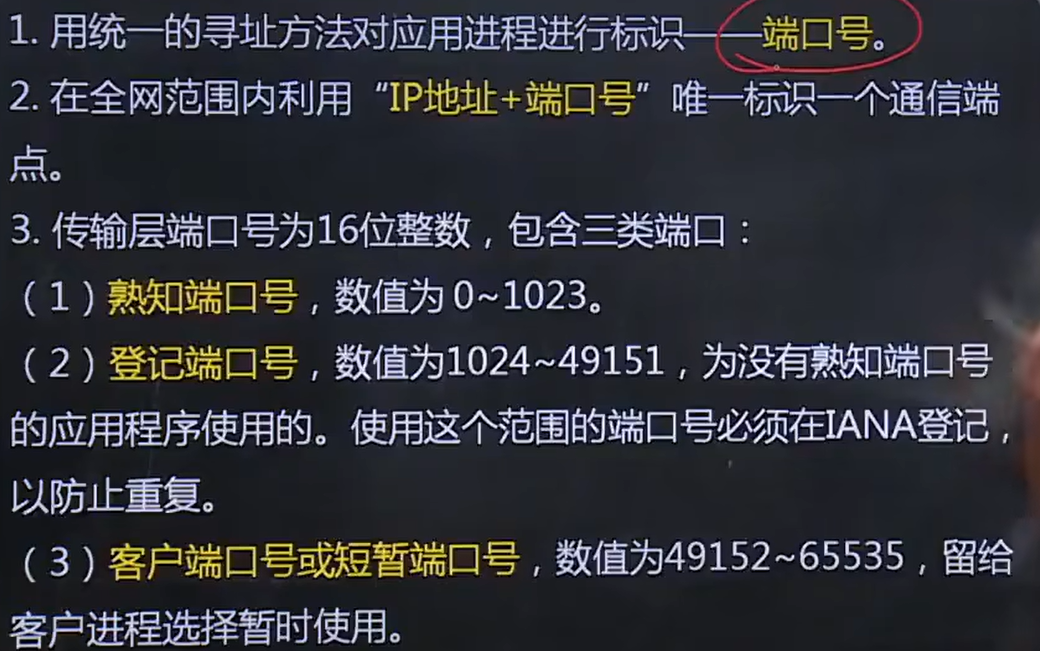 1. 用统一的寻址方法对应用进程进行标识——端口号。
2. 在全网范围内利用“IP地址+端口号”唯一标识一个通信端
点。
3. 传输层端口号为16位整数，包含三类端口：
（1）熟知端口号，数值为 0~1023。
（2）登记端口号，数值为1024~49151，为没有熟知端口号
的应用程序使用的。使用这个范围的端口号必须在IANA登记，
以防止重复。
（3）客户端口号或短暂端口号，数值为49152~65535，留给
客户进程选择暂时使用。